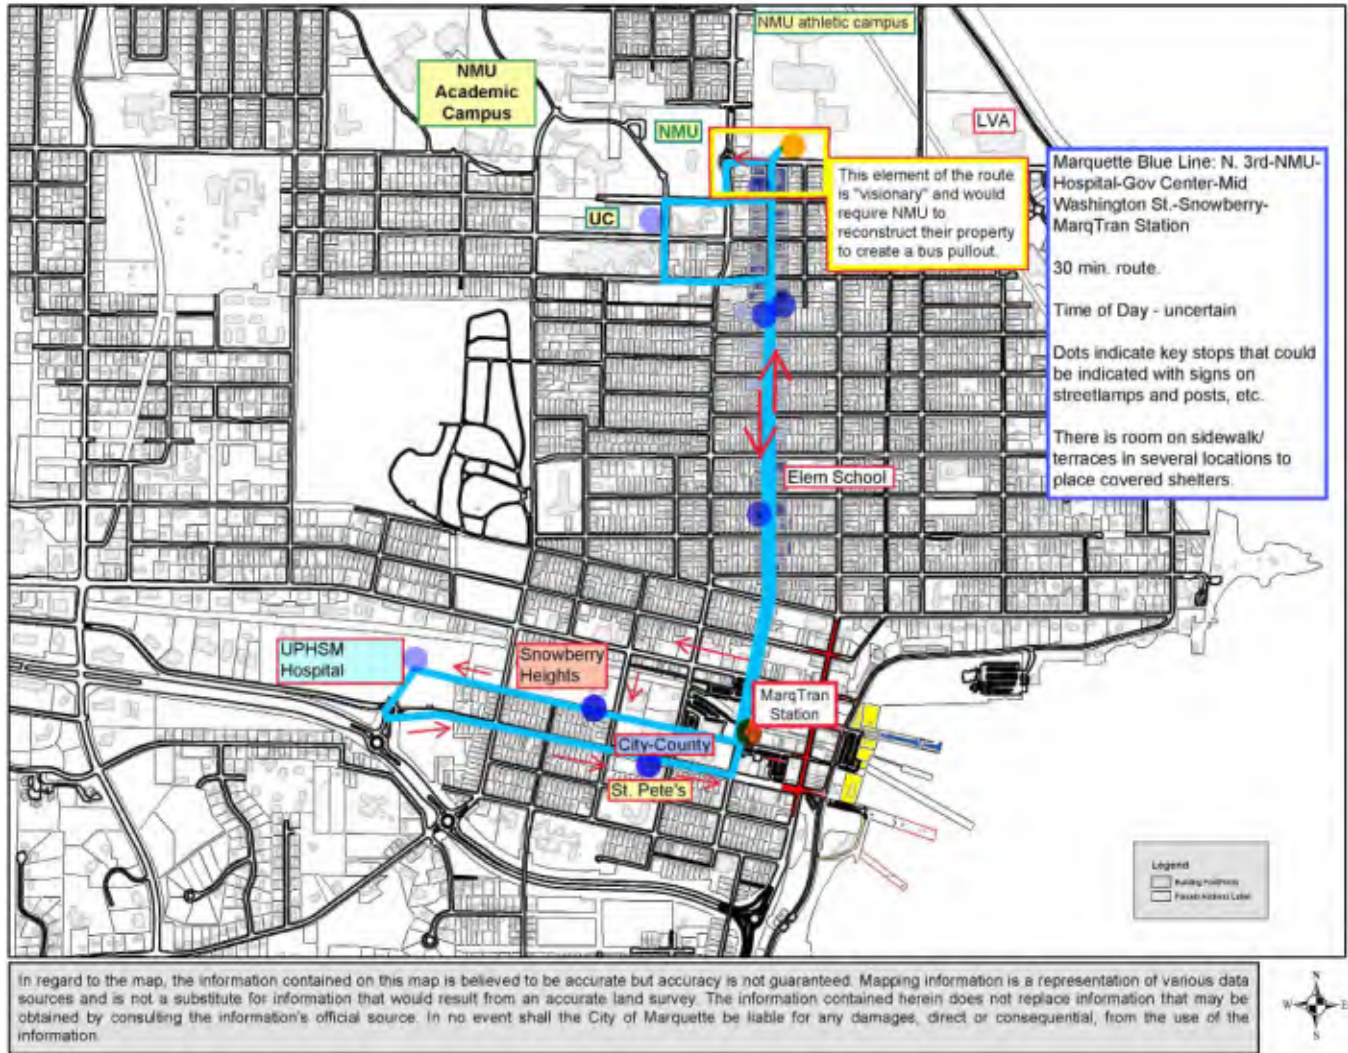 NMU athletic campus
NMU
Academic
Campus
NMU
LVA
UC
This element of the route
is "visionary" and would
require NMU to
reconstruct their property
to create a bus pullout.
Marquette Blue Line: N. 3rd-NMU-
Hospital-Gov Center-Mid
Washington St.-Snowberry-
MarqTran Station
30 min. route.
Time of Day - uncertain
Dots indicate key stops that could
be indicated with signs on
streetlamps and posts, etc.
There is room on sidewalk/
terraces in several locations to
place covered shelters.
Elem School
UPHSM
Hospital
Snowberry
Heights
MarqTran
Station
City-County
St. Pete's
Legend
Building Footprints
Parcel Address Label
In regard to the map, the information contained on this map is believed to be accurate but accuracy is not guaranteed. Mapping information is a representation of various data
sources and is not a substitute for information that would result from an accurate land survey. The information contained herein does not replace information that may be
obtained by consulting the information's official source. In no event shall the City of Marquette be liable for any damages, direct or consequential, from the use of the
information.
N
W E
S